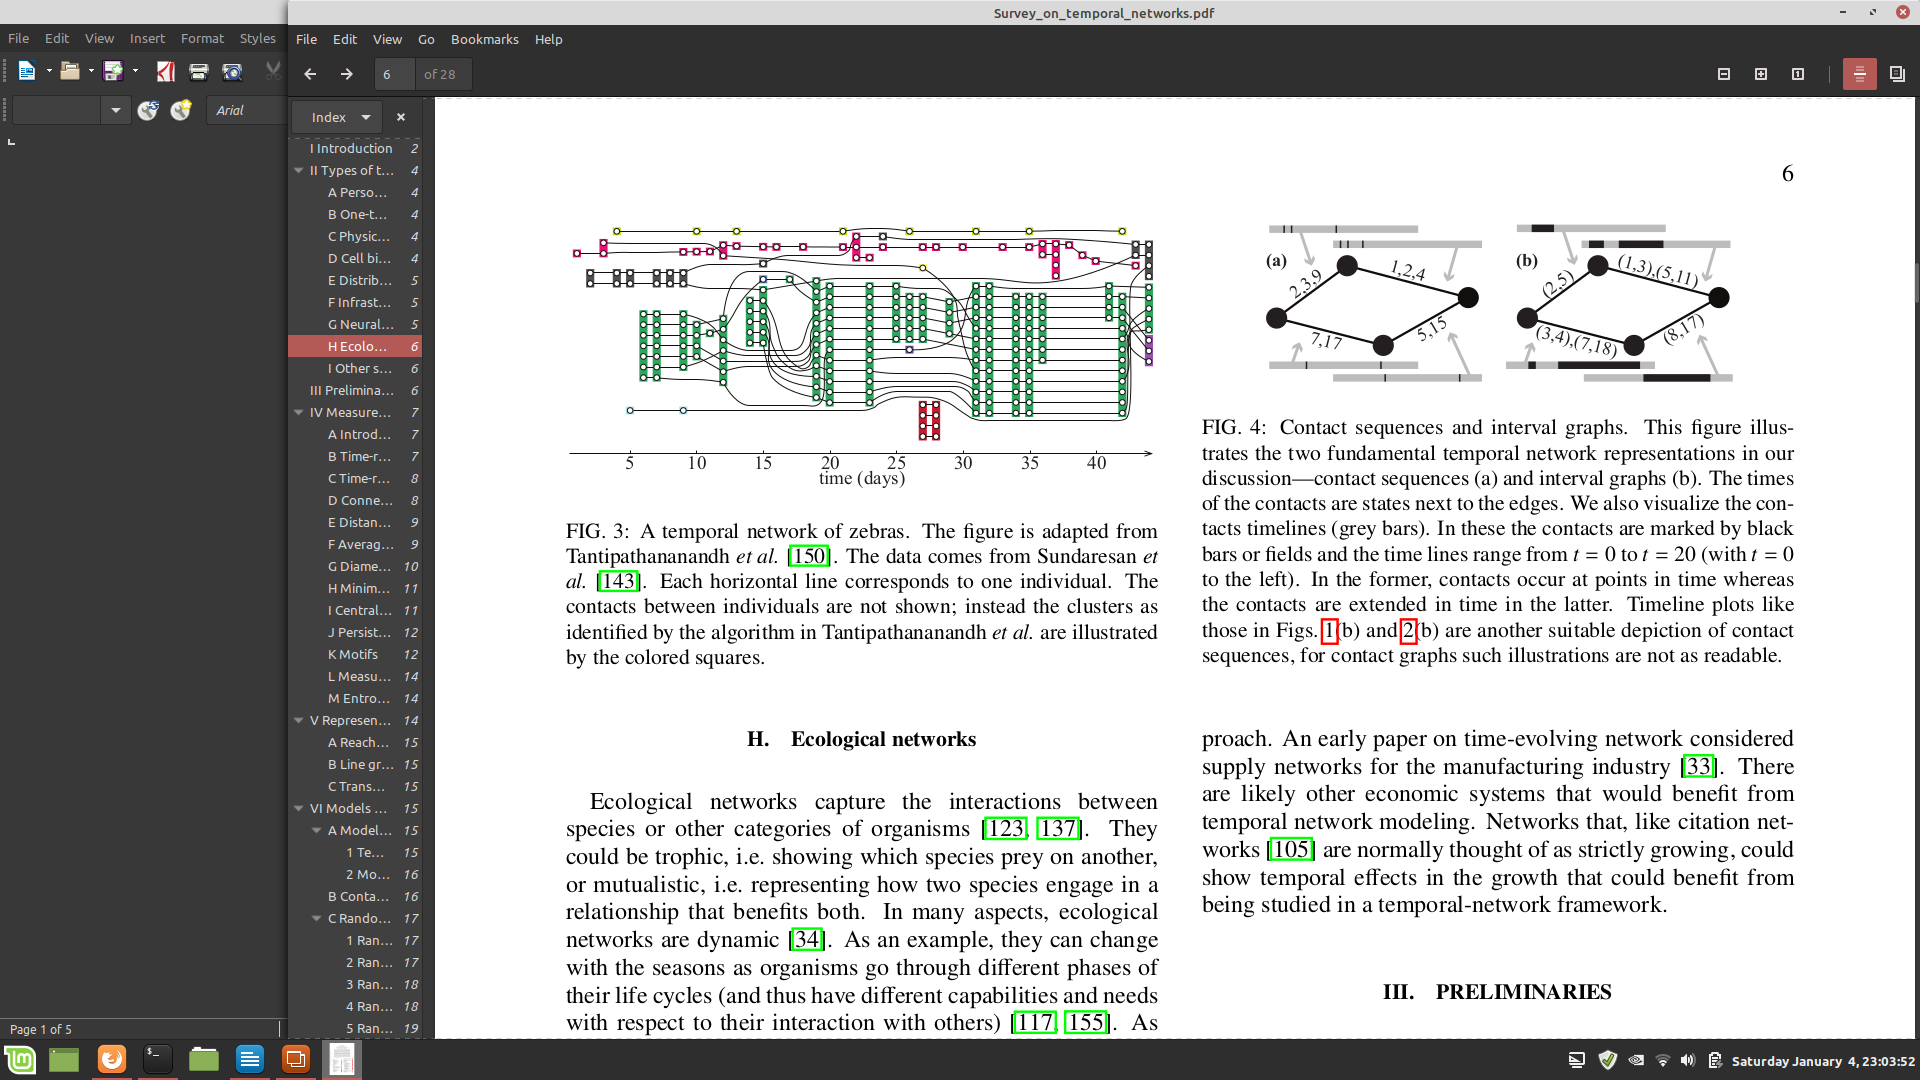 Survey_on_temporal_networks.pdf
File Edit View Insert Format Styles
File Edit View Go Bookmarks Help
6 of 28
Arial
Index
I Introduction 2
II Types of t... 4
A Perso... 4
B One-t... 4
C Physic... 4
D Cell bi... 4
E Distrib... 5
F Infrast... 5
G Neural... 5
H Ecolo... 6
I Other s... 6
III Prelimina... 6
IV Measure... 7
A Introd... 7
B Time-r... 7
C Time-r... 8
D Conne... 8
E Distan... 9
F Averag... 9
G Diame... 10
H Minim... 11
I Central... 11
J Persist... 12
K Motifs 12
L Measu... 14
M Entro... 14
V Represen... 14
A Reach... 15
B Line gr... 15
C Trans... 15
VI Models ... 15
A Model... 15
1 Te... 15
2 Mo... 16
B Conta... 16
C Rando... 17
1 Ran... 17
2 Ran... 17
3 Ran... 18
4 Ran... 18
5 Ran... 19
6
5 10 15 20 25 30 35 40
time (days)
FIG. 3: A temporal network of zebras. The figure is adapted from
Tantipathananandh et al. [150]. The data comes from Sundaresan et
al. [143]. Each horizontal line corresponds to one individual. The
contacts between individuals are not shown; instead the clusters as
identified by the algorithm in Tantipathananandh et al. are illustrated
by the colored squares.
H. Ecological networks
Ecological networks capture the interactions between
species or other categories of organisms [123, 137]. They
could be trophic, i.e. showing which species prey on another,
or mutualistic, i.e. representing how two species engage in a
relationship that benefits both. In many aspects, ecological
networks are dynamic [34]. As an example, they can change
with the seasons as organisms go through different phases of
their life cycles (and thus have different capabilities and needs
with respect to their interaction with others) [117, 155]. As
(a)
2,3,9
1,2,4
7,17
5,15
(b)
(2,5)
(1,3),(5,11)
(3,4),(7,18)
(8,17)
FIG. 4: Contact sequences and interval graphs. This figure illus-
trates the two fundamental temporal network representations in our
discussion—contact sequences (a) and interval graphs (b). The times
of the contacts are states next to the edges. We also visualize the con-
tacts timelines (grey bars). In these the contacts are marked by black
bars or fields and the time lines range from t = 0 to t = 20 (with t = 0
to the left). In the former, contacts occur at points in time whereas
the contacts are extended in time in the latter. Timeline plots like
those in Figs. 1(b) and 2(b) are another suitable depiction of contact
sequences, for contact graphs such illustrations are not as readable.
proach. An early paper on time-evolving network considered
supply networks for the manufacturing industry [33]. There
are likely other economic systems that would benefit from
temporal network modeling. Networks that, like citation net-
works [105] are normally thought of as strictly growing, could
show temporal effects in the growth that could benefit from
being studied in a temporal-network framework.
III. PRELIMINARIES
Page 1 of 5
Saturday January 4, 23:03:52